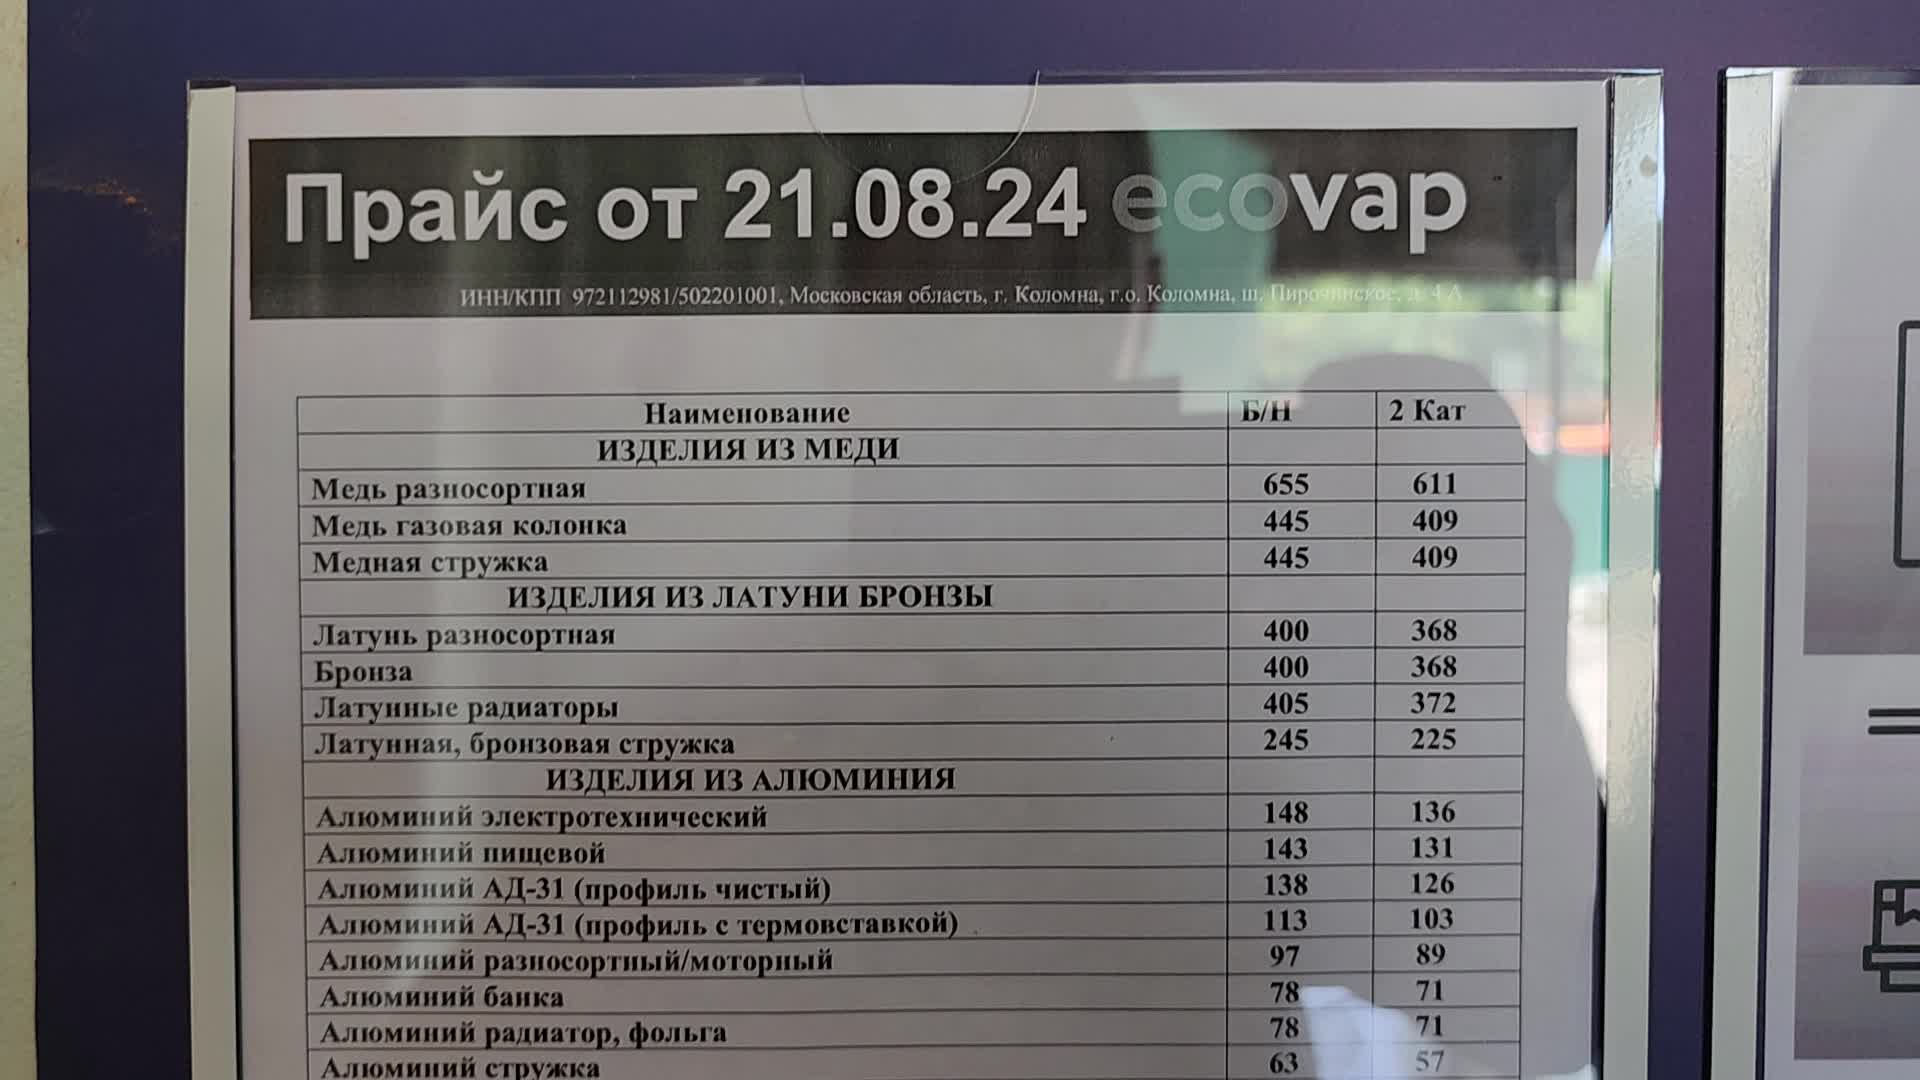 Прайс от 21.08.24 ecovap
ИНН/КПП 972112981/502201001, Московская область, г. Коломна, г.о. Коломна, ш. Пирочинское, д. 4 А
Наименование Б/Н 2 Кат
ИЗДЕЛИЯ ИЗ МЕДИ
Медь разносортная 655 611
Медь газовая колонка 445 409
Медная стружка 445 409
ИЗДЕЛИЯ ИЗ ЛАТУНИ БРОНЗЫ
Латунь разносортная 400 368
Бронза 400 368
Латунные радиаторы 405 372
Латунная, бронзовая стружка 245 225
ИЗДЕЛИЯ ИЗ АЛЮМИНИЯ
Алюминий электротехнический 148 136
Алюминий пищевой 143 131
Алюминий АД-31 (профиль чистый) 138 126
Алюминий АД-31 (профиль с термовставкой) 113 103
Алюминий разносортный/моторный 97 89
Алюминий банка 78 71
Алюминий радиатор, фольга 78 71
Алюминий стружка 63 57